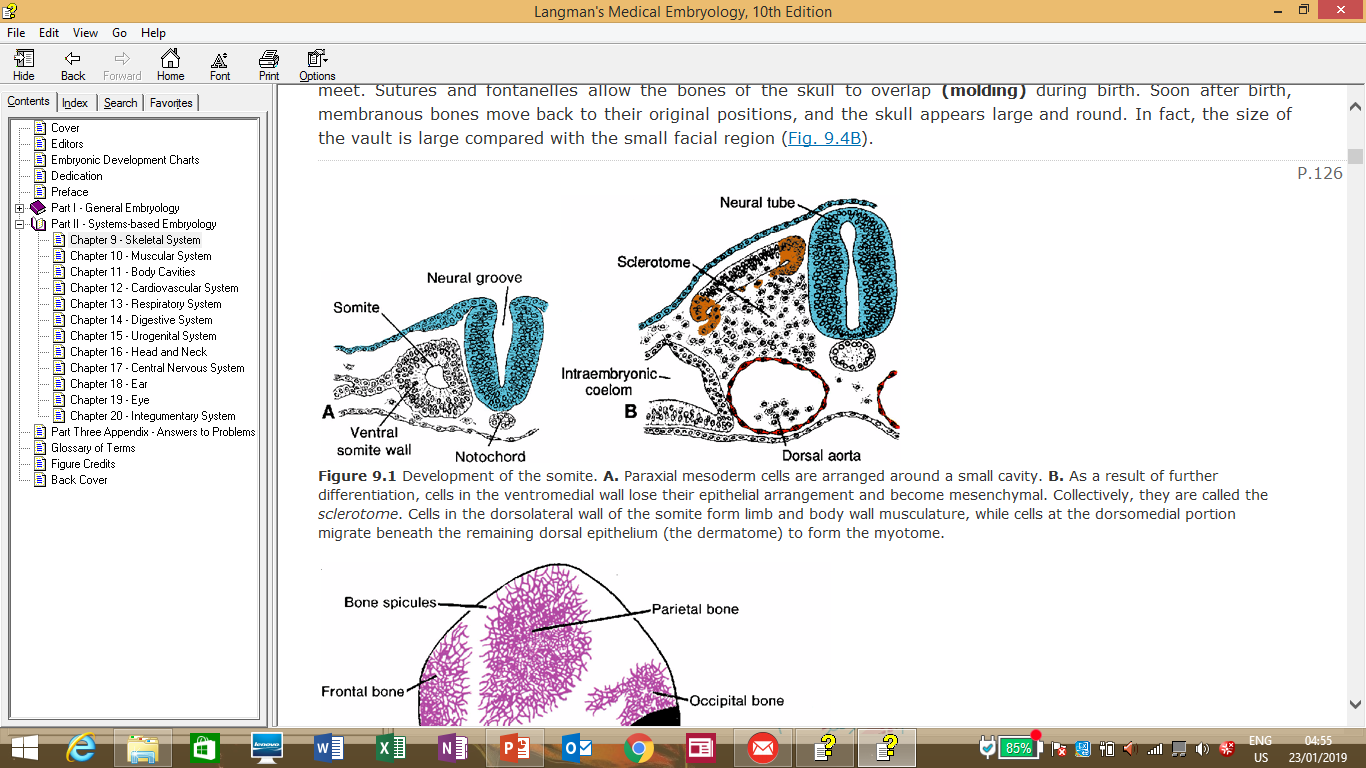 Langman's Medical Embryology, 10th Edition
File Edit View Go Help
Hide Back Forward Home Font Print Options
Contents Index Search Favorites
Cover
Editors
Embryonic Development Charts
Dedication
Preface
Part I - General Embryology
Part II - Systems-based Embryology
Chapter 9 - Skeletal System
Chapter 10 - Muscular System
Chapter 11 - Body Cavities
Chapter 12 - Cardiovascular System
Chapter 13 - Respiratory System
Chapter 14 - Digestive System
Chapter 15 - Urogenital System
Chapter 16 - Head and Neck
Chapter 17 - Central Nervous System
Chapter 18 - Ear
Chapter 19 - Eye
Chapter 20 - Integumentary System
Part Three Appendix - Answers to Problems
Glossary of Terms
Figure Credits
Back Cover
meet. Sutures and fontanelles allow the bones of the skull to overlap (molding) during birth. Soon after birth,
membranous bones move back to their original positions, and the skull appears large and round. In fact, the size of
the vault is large compared with the small facial region (Fig. 9.4B).
P.126
Neural tube
Sclerotome
Neural groove
Somite
Intraembryonic
coelom
A
B
Ventral
somite wall
Notochord
Dorsal aorta
Figure 9.1 Development of the somite. A. Paraxial mesoderm cells are arranged around a small cavity. B. As a result of further
differentiation, cells in the ventromedial wall lose their epithelial arrangement and become mesenchymal. Collectively, they are called the
sclerotome. Cells in the dorsolateral wall of the somite form limb and body wall musculature, while cells at the dorsomedial portion
migrate beneath the remaining dorsal epithelium (the dermatome) to form the myotome.
Bone spicules
Parietal bone
Frontal bone
Occipital bone
lenovo
85%
ENG
US
04:55
23/01/2019